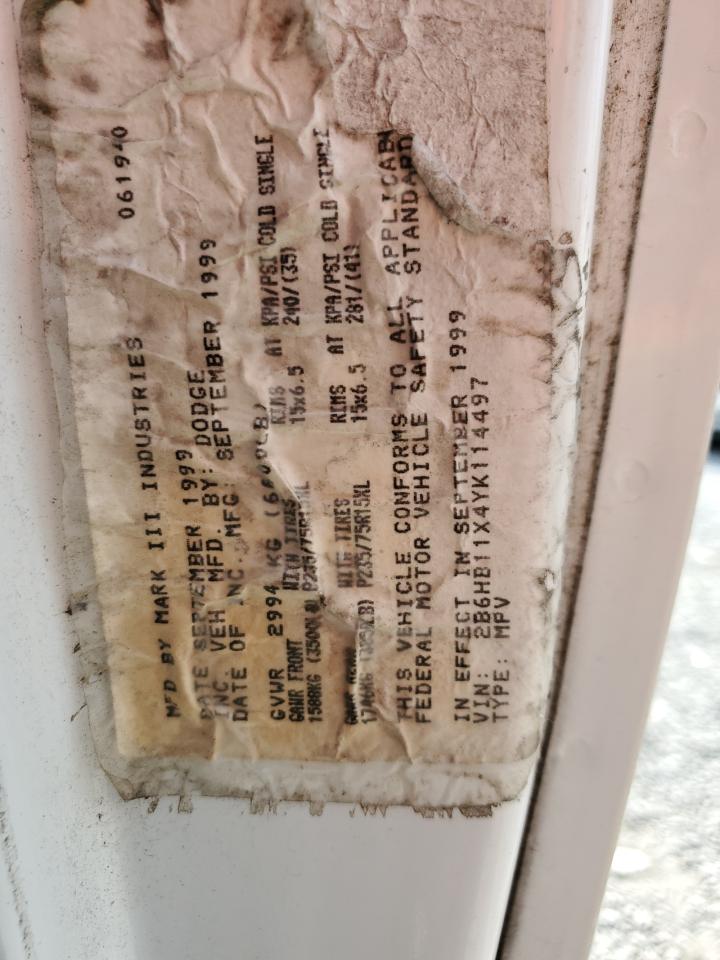 061940
MFD BY MARK III INDUSTRIES
DATE SEPTEMBER 1999
INC. VEH MFD. BY: DODGE
DATE OF INC. MFG: SEPTEMBER 1999
GVWR 2994 KG
GAWR FRONT WITH TIRES RIMS AT KPA/PSI COLD SINGLE
1588KG (3500LB) 15x6.5 240/(35)
WITH TIRES RIMS AT KPA/PSI COLD SINGLE
P235/75R15XL 15x6.5 281/(41)
THIS VEHICLE CONFORMS TO ALL APPLICAB
FEDERAL MOTOR VEHICLE SAFETY STANDARD
IN EFFECT IN SEPTEMBER 1999
VIN: 2B6HB11X4YK114497
TYPE: MPV